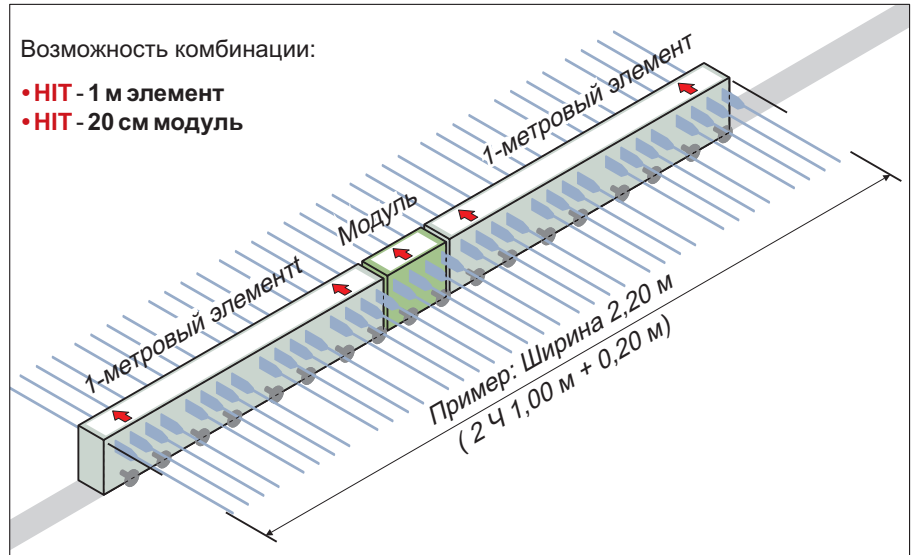 Возможность комбинации:
•HIT - 1 м элемент
•HIT - 20 см модуль
1-метровый элемент
Модуль
1-метровый элементt
Пример: Ширина 2,20 м
( 2 Ч 1,00 м + 0,20 м)